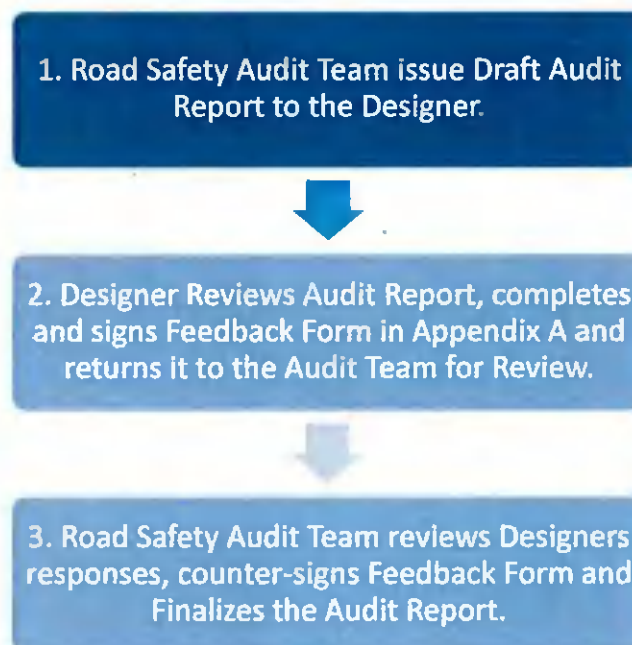 1. Road Safety Audit Team issue Draft Audit
Report to the Designer.
2. Designer Reviews Audit Report, completes
and signs Feedback Form in Appendix A and
returns it to the Audit Team for Review.
3. Road Safety Audit Team reviews Designers
responses, counter-signs Feedback Form and
Finalizes the Audit Report.